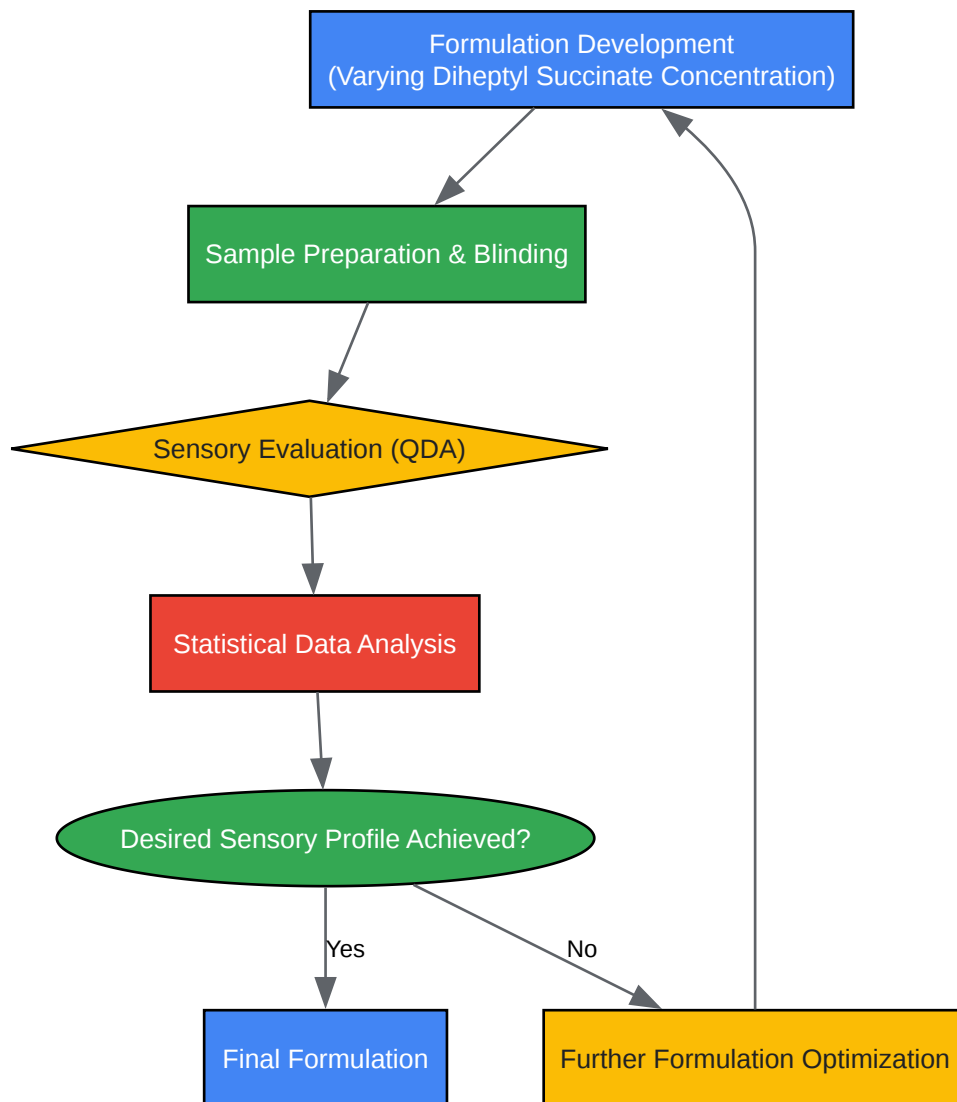 Formulation Development
(Varying Diheptyl Succinate Concentration)
Sample Preparation & Blinding
Sensory Evaluation (QDA)
Statistical Data Analysis
Desired Sensory Profile Achieved?
Yes
No
Final Formulation
Further Formulation Optimization